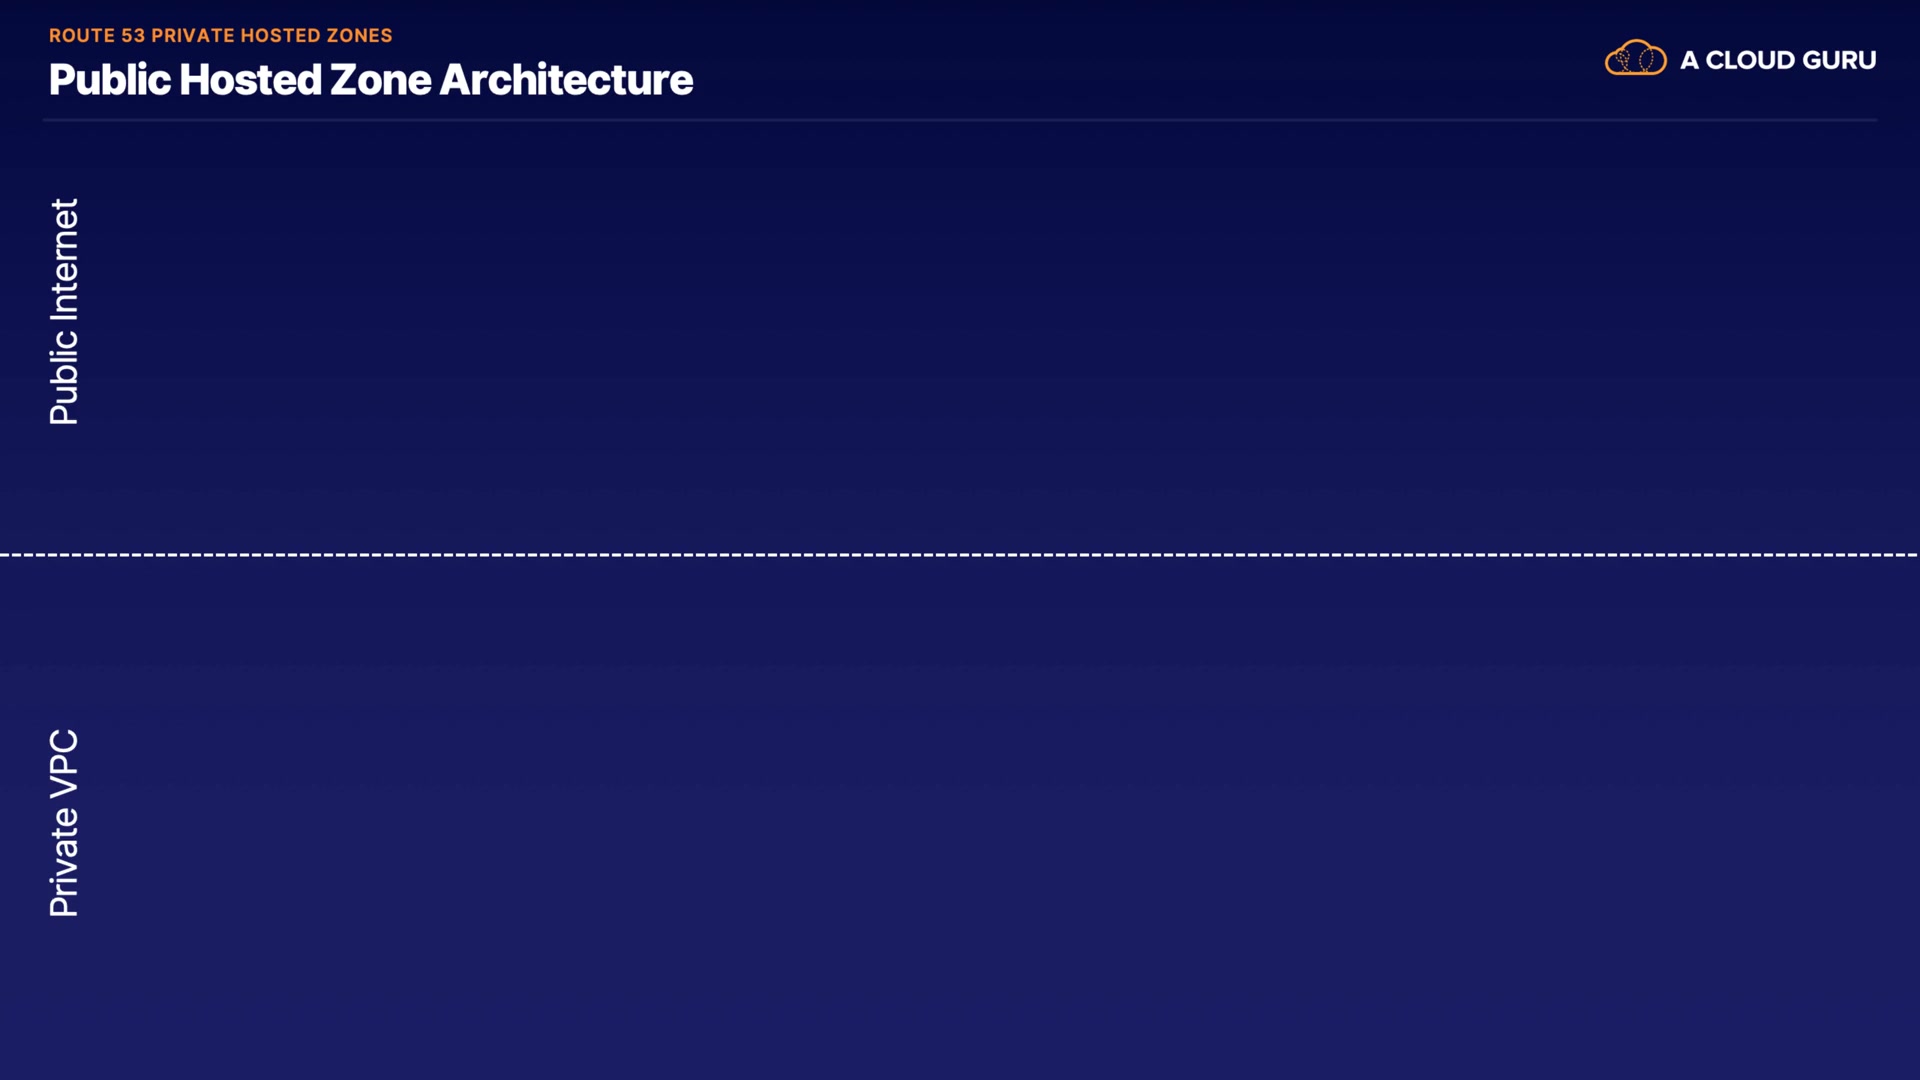 ROUTE 53 PRIVATE HOSTED ZONES
Public Hosted Zone Architecture
A CLOUD GURU
Public Internet
Private VPC